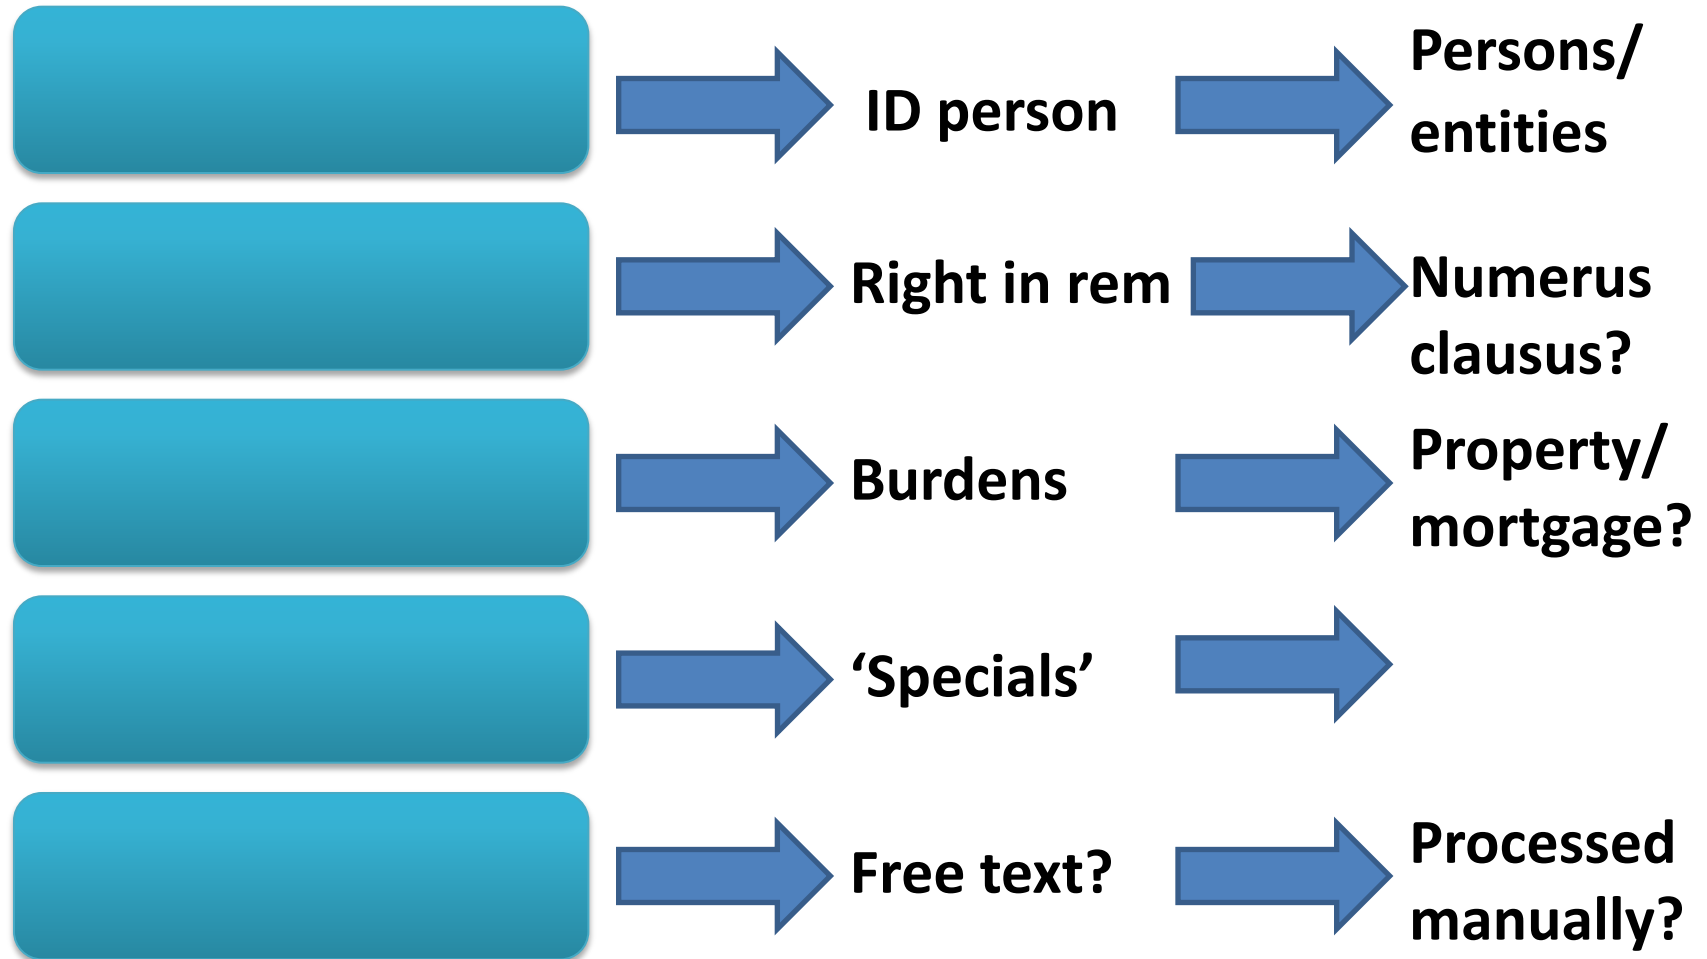 ID person
Persons/
entities
Right in rem
Numerus
clausus?
Burdens
Property/
mortgage?
‘Specials’
Free text?
Processed
manually?